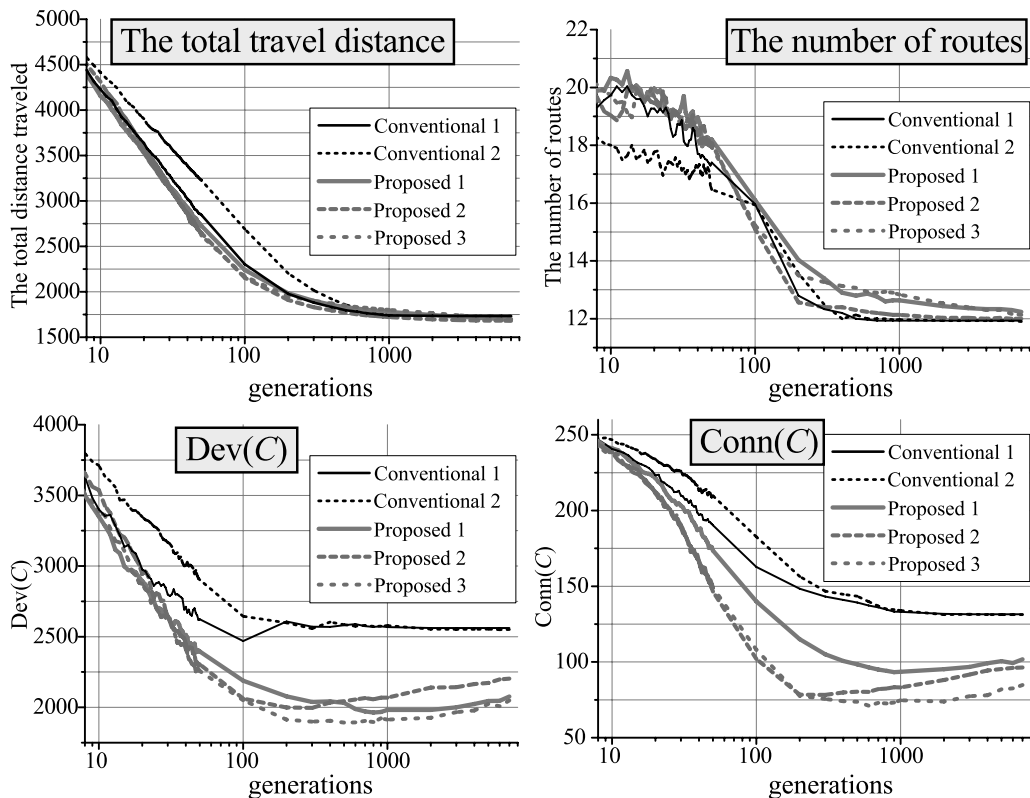 The total travel distance
5000
4500
4000
3500
3000
2500
2000
1500
The total distance traveled
10
100
1000
generations
Conventional 1
Conventional 2
Proposed 1
Proposed 2
Proposed 3
The number of routes
22
20
18
16
14
12
The number of routes
10
100
1000
generations
Conventional 1
Conventional 2
Proposed 1
Proposed 2
Proposed 3
Dev(C)
4000
3500
3000
2500
2000
Dev(C)
10
100
1000
generations
Conventional 1
Conventional 2
Proposed 1
Proposed 2
Proposed 3
Conn(C)
250
200
150
100
50
Conn(C)
10
100
1000
generations
Conventional 1
Conventional 2
Proposed 1
Proposed 2
Proposed 3